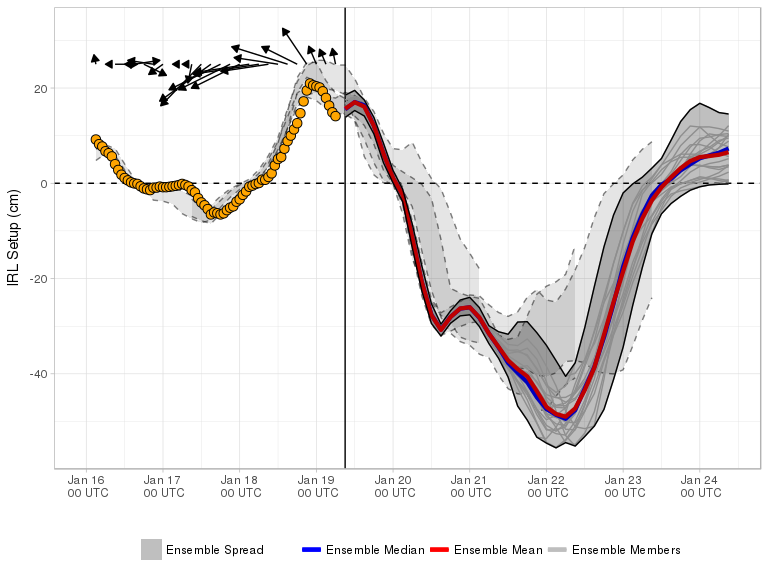 IRL Setup (cm)
20
0
-20
-40
Jan 16 Jan 17 Jan 18 Jan 19 Jan 20 Jan 21 Jan 22 Jan 23 Jan 24
00 UTC 00 UTC 00 UTC 00 UTC 00 UTC 00 UTC 00 UTC 00 UTC 00 UTC
Ensemble Spread Ensemble Median Ensemble Mean Ensemble Members